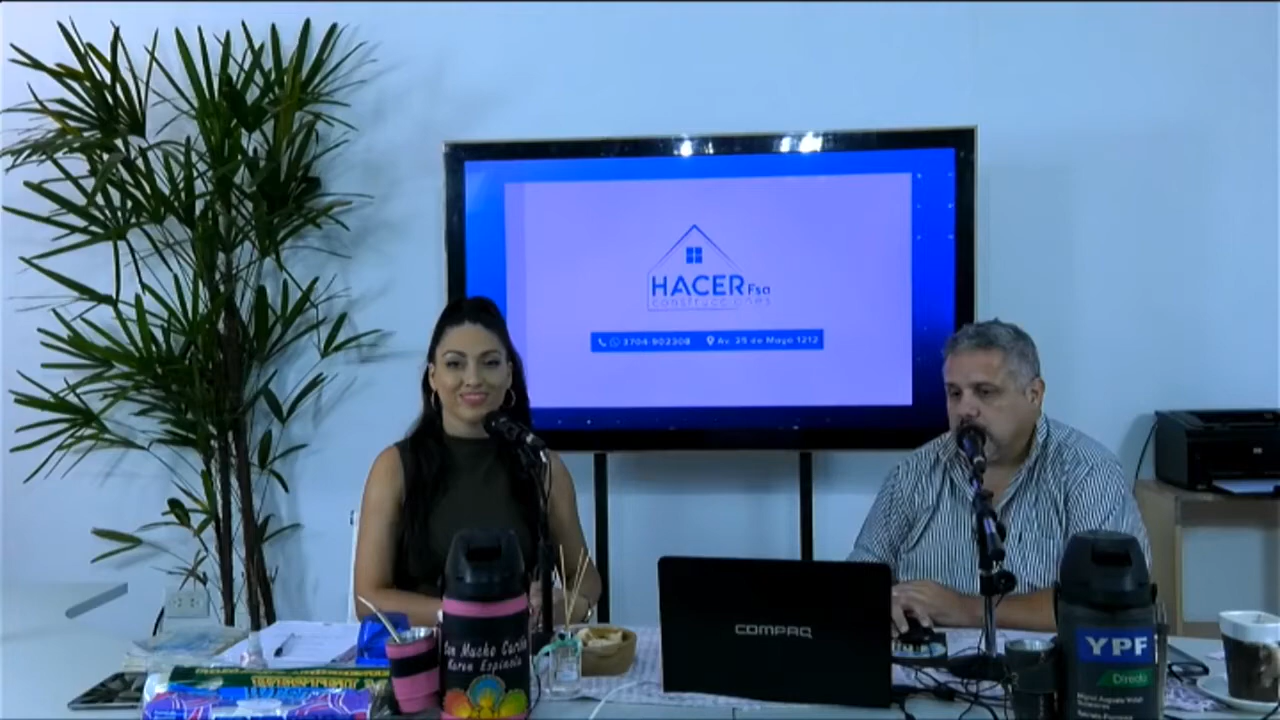 HACER Fsa
construcciones
3704-902308 Av. 25 de Mayo 1212
COMPAQ
Con Mucho Cariño
Karen Espinola
YPF
Directo